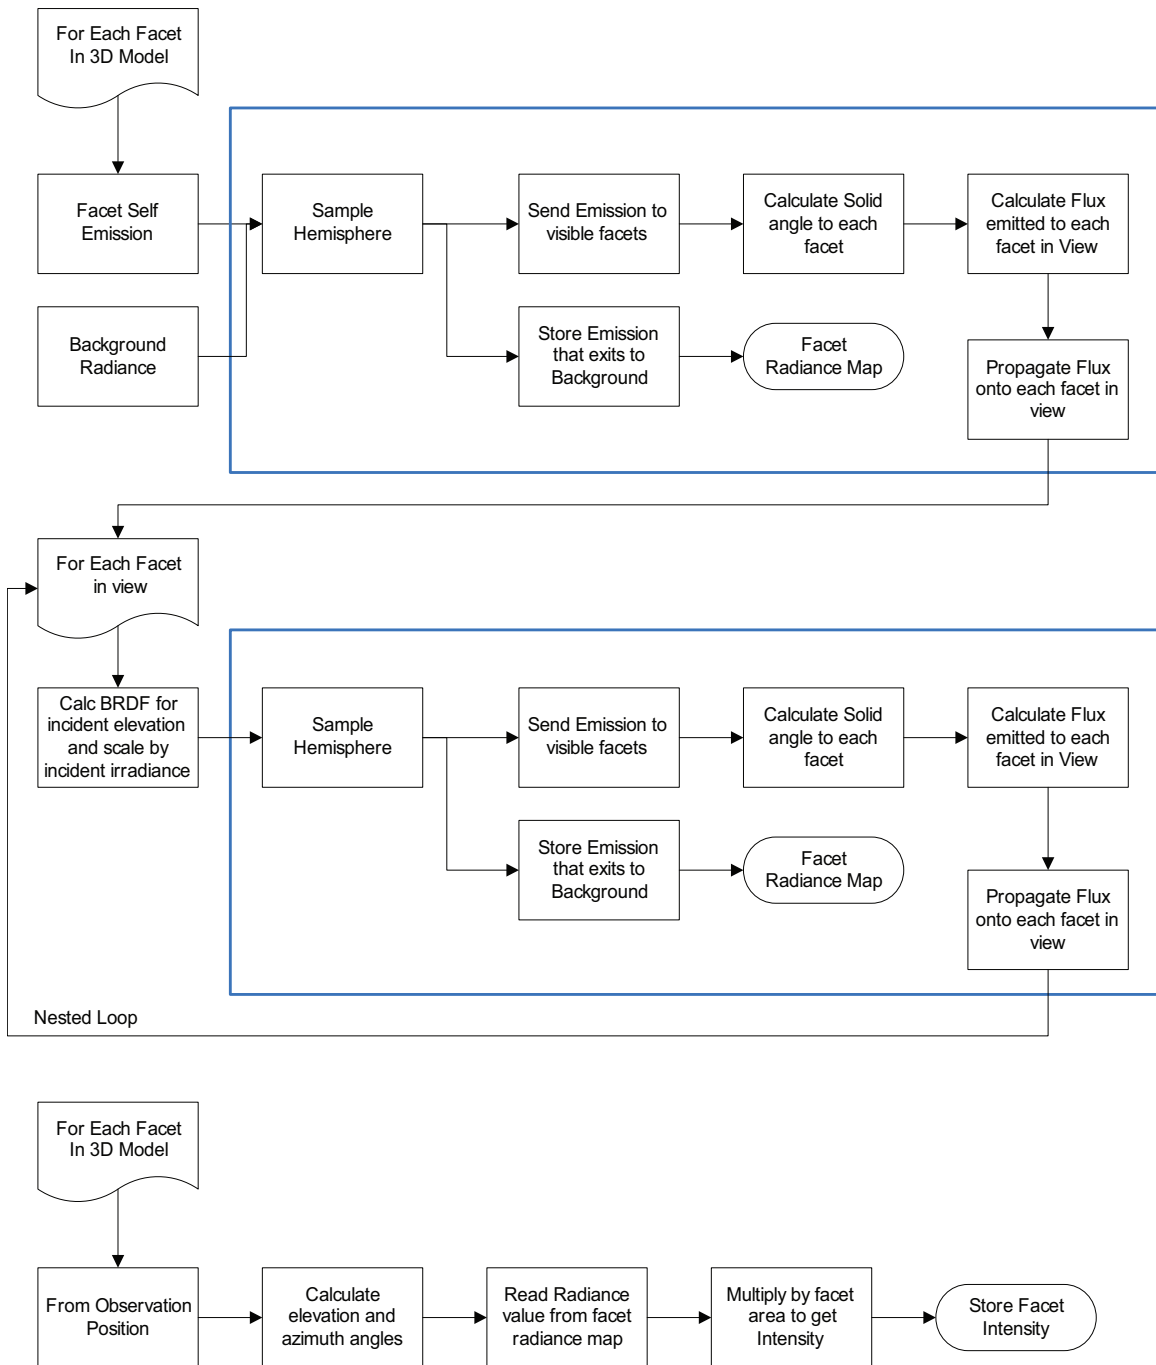 For Each Facet
In 3D Model
Facet Self
Emission
Sample
Hemisphere
Send Emission to
visible facets
Calculate Solid
angle to each
facet
Calculate Flux
emitted to each
facet in View
Background
Radiance
Store Emission
that exits to
Background
Facet
Radiance Map
Propagate Flux
onto each facet in
view
For Each Facet
in view
Calc BRDF for
incident elevation
and scale by
incident irradiance
Sample
Hemisphere
Send Emission to
visible facets
Calculate Solid
angle to each
facet
Calculate Flux
emitted to each
facet in View
Store Emission
that exits to
Background
Facet
Radiance Map
Propagate Flux
onto each facet in
view
Nested Loop
For Each Facet
In 3D Model
From Observation
Position
Calculate
elevation and
azimuth angles
Read Radiance
value from facet
radiance map
Multiply by facet
area to get
Intensity
Store Facet
Intensity